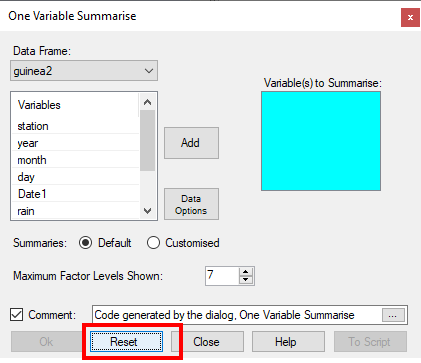 One Variable Summarise
x
Data Frame:
guinea2
Variable(s) to Summarise:
Variables
station
year
month
day
Date1
rain
Add
Data
Options
Summaries: Default Customised
Maximum Factor Levels Shown: 7
Comment: Code generated by the dialog, One Variable Summarise ...
Ok Reset Close Help To Script